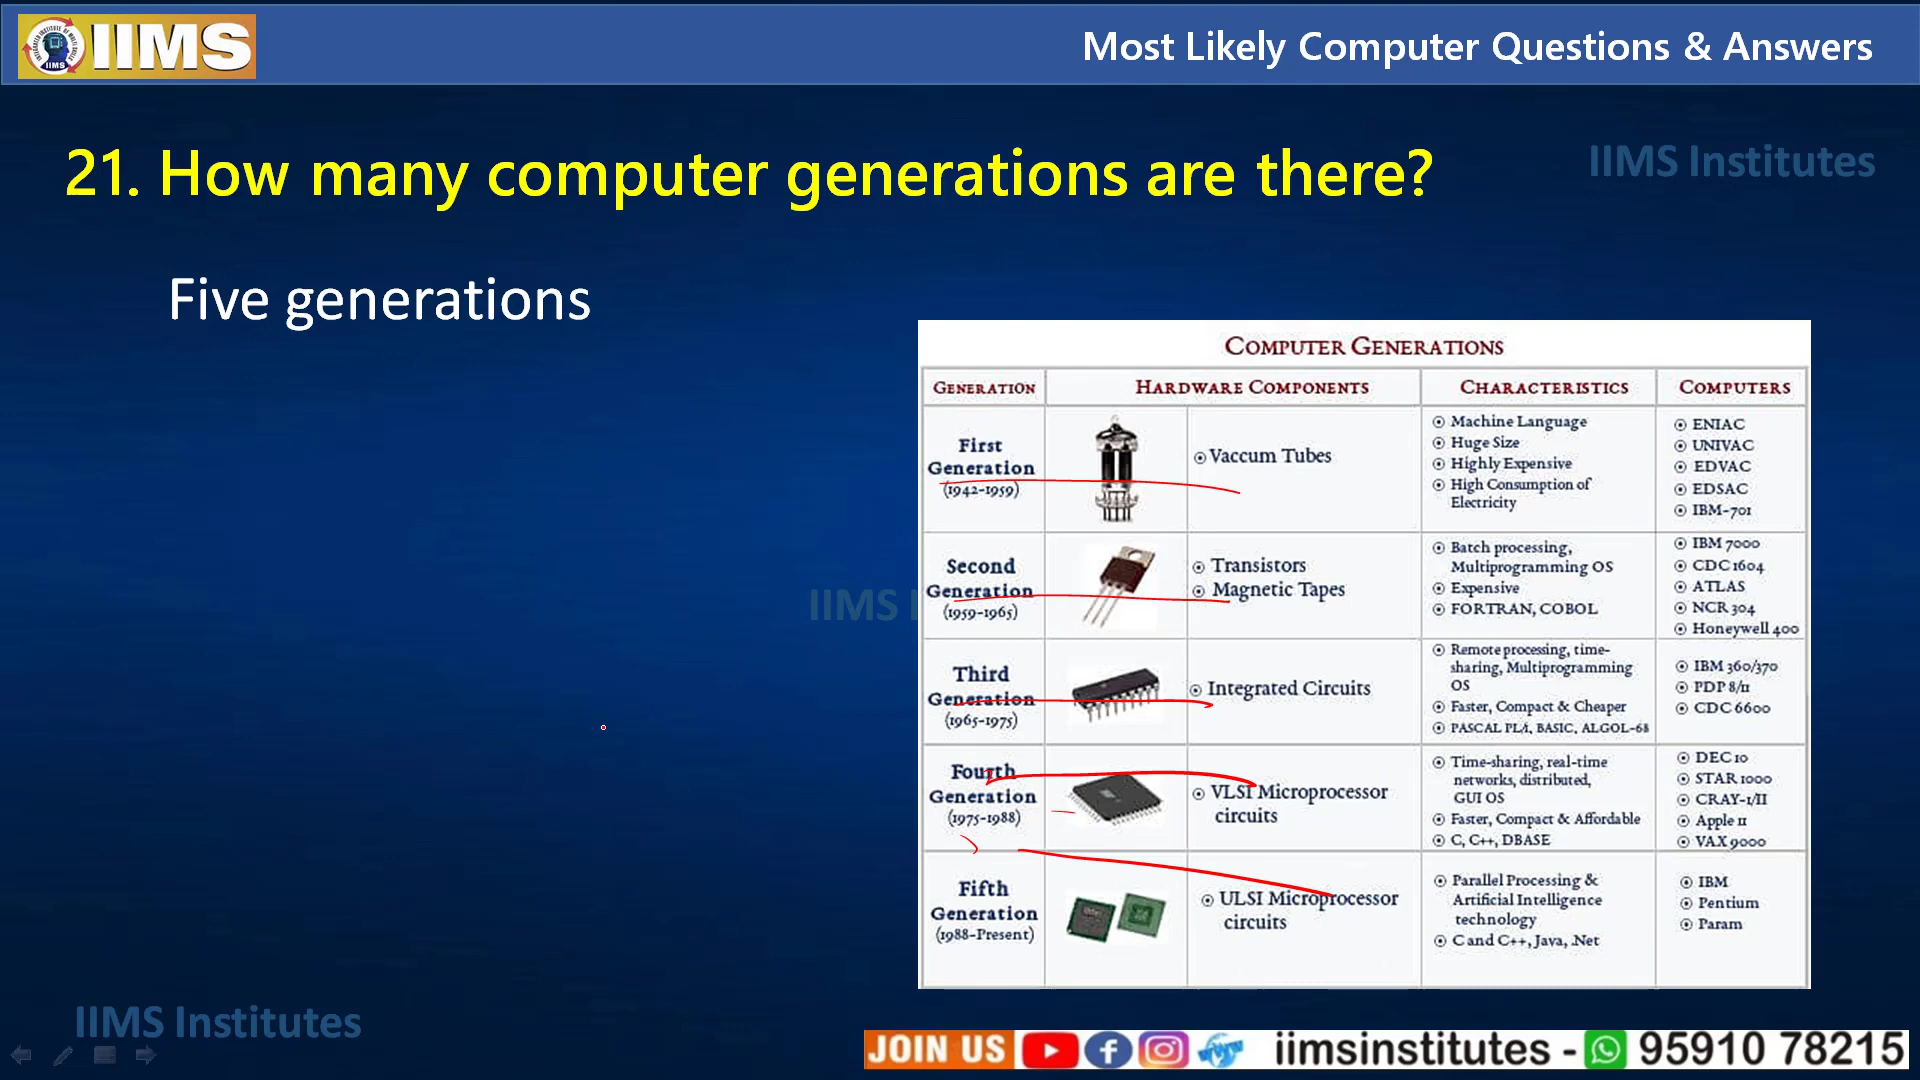 IIMS
Most Likely Computer Questions & Answers
21. How many computer generations are there?
IIMS Institutes
Five generations
COMPUTER GENERATIONS
GENERATION
HARDWARE COMPONENTS
CHARACTERISTICS
COMPUTERS
First
Generation
(1942-1959)
Vaccum Tubes
Machine Language
Huge Size
Highly Expensive
High Consumption of
Electricity
ENIAC
UNIVAC
EDVAC
EDSAC
IBM-701
Second
Generation
(1959-1965)
Transistors
Magnetic Tapes
Batch processing,
Multiprogramming OS
Expensive
FORTRAN, COBOL
IBM 7000
CDC 1604
ATLAS
NCR 304
Honeywell 400
Third
Generation
(1965-1975)
Integrated Circuits
Remote processing, time-
sharing, Multiprogramming
OS
Faster, Compact & Cheaper
PASCAL PL/1, BASIC, ALGOL-68
IBM 360/370
PDP 8/11
CDC 6600
Fourth
Generation
(1975-1988)
VLSI Microprocessor
circuits
Time-sharing, real-time
networks, distributed,
GUI OS
Faster, Compact & Affordable
C, C++, DBASE
DEC 10
STAR 1000
CRAY-1/II
Apple II
VAX 9000
Fifth
Generation
(1988-Present)
ULSI Microprocessor
circuits
Parallel Processing &
Artificial Intelligence
technology
C and C++, Java, .Net
IBM
Pentium
Param
IIMS
IIMS Institutes
JOIN US
iimsinstitutes - 95910 78215